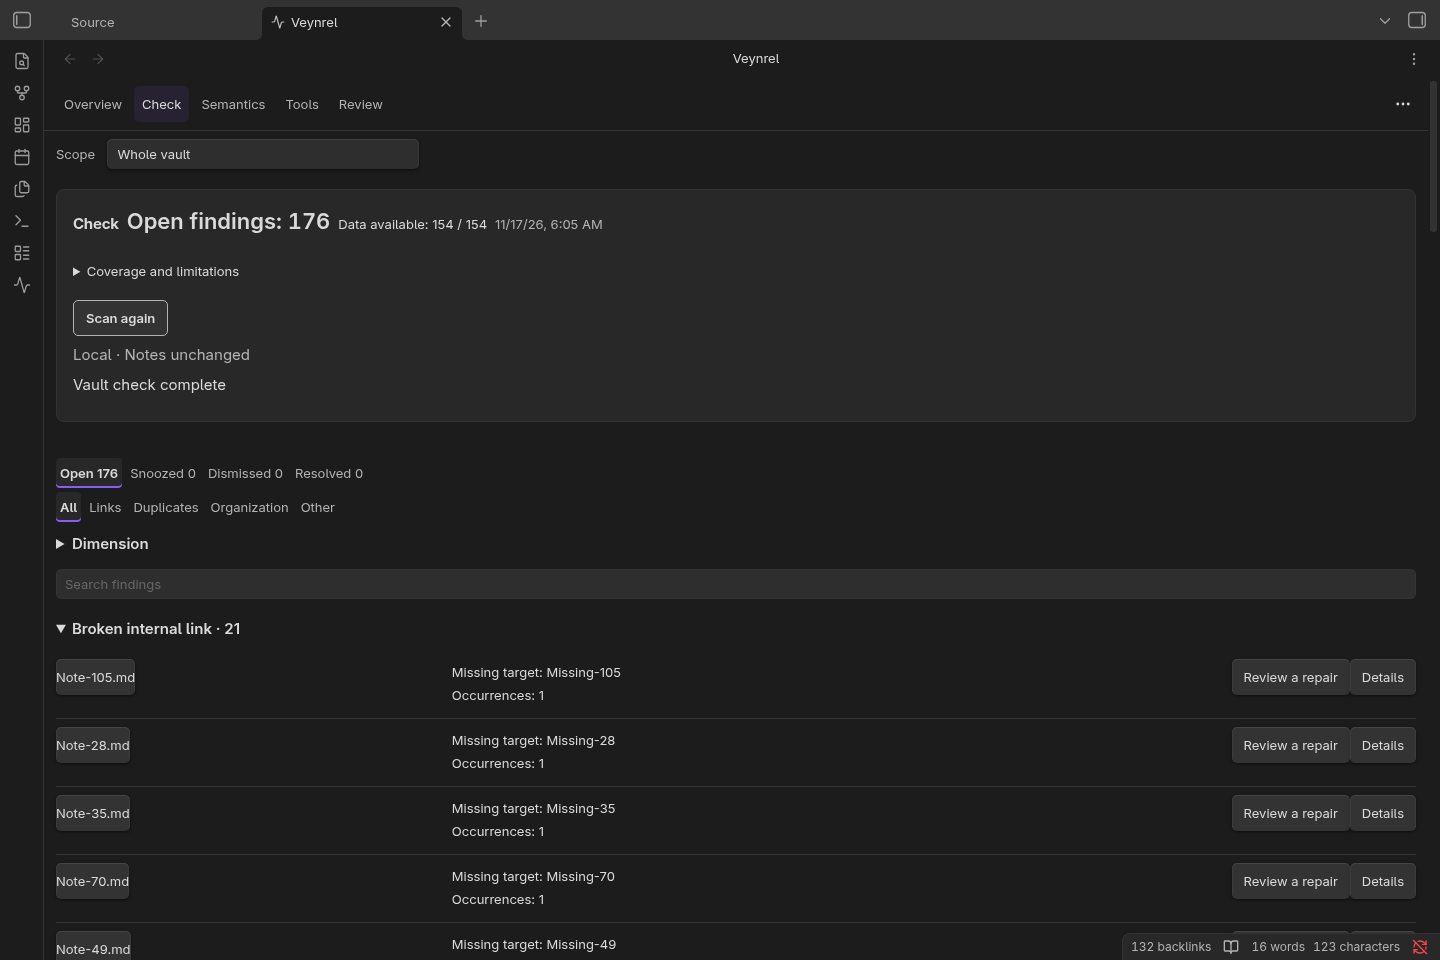 Source
Veynrel
Veynrel
Overview Check Semantics Tools Review
Scope Whole vault
Check Open findings: 176 Data available: 154 / 154 11/17/26, 6:05 AM
Coverage and limitations
Scan again
Local · Notes unchanged
Vault check complete
Open 176 Snoozed 0 Dismissed 0 Resolved 0
All Links Duplicates Organization Other
Dimension
Search findings
Broken internal link · 21
Note-105.md
Missing target: Missing-105
Occurrences: 1
Review a repair Details
Note-28.md
Missing target: Missing-28
Occurrences: 1
Review a repair Details
Note-35.md
Missing target: Missing-35
Occurrences: 1
Review a repair Details
Note-70.md
Missing target: Missing-70
Occurrences: 1
Review a repair Details
Note-49.md
Missing target: Missing-49
132 backlinks 16 words 123 characters